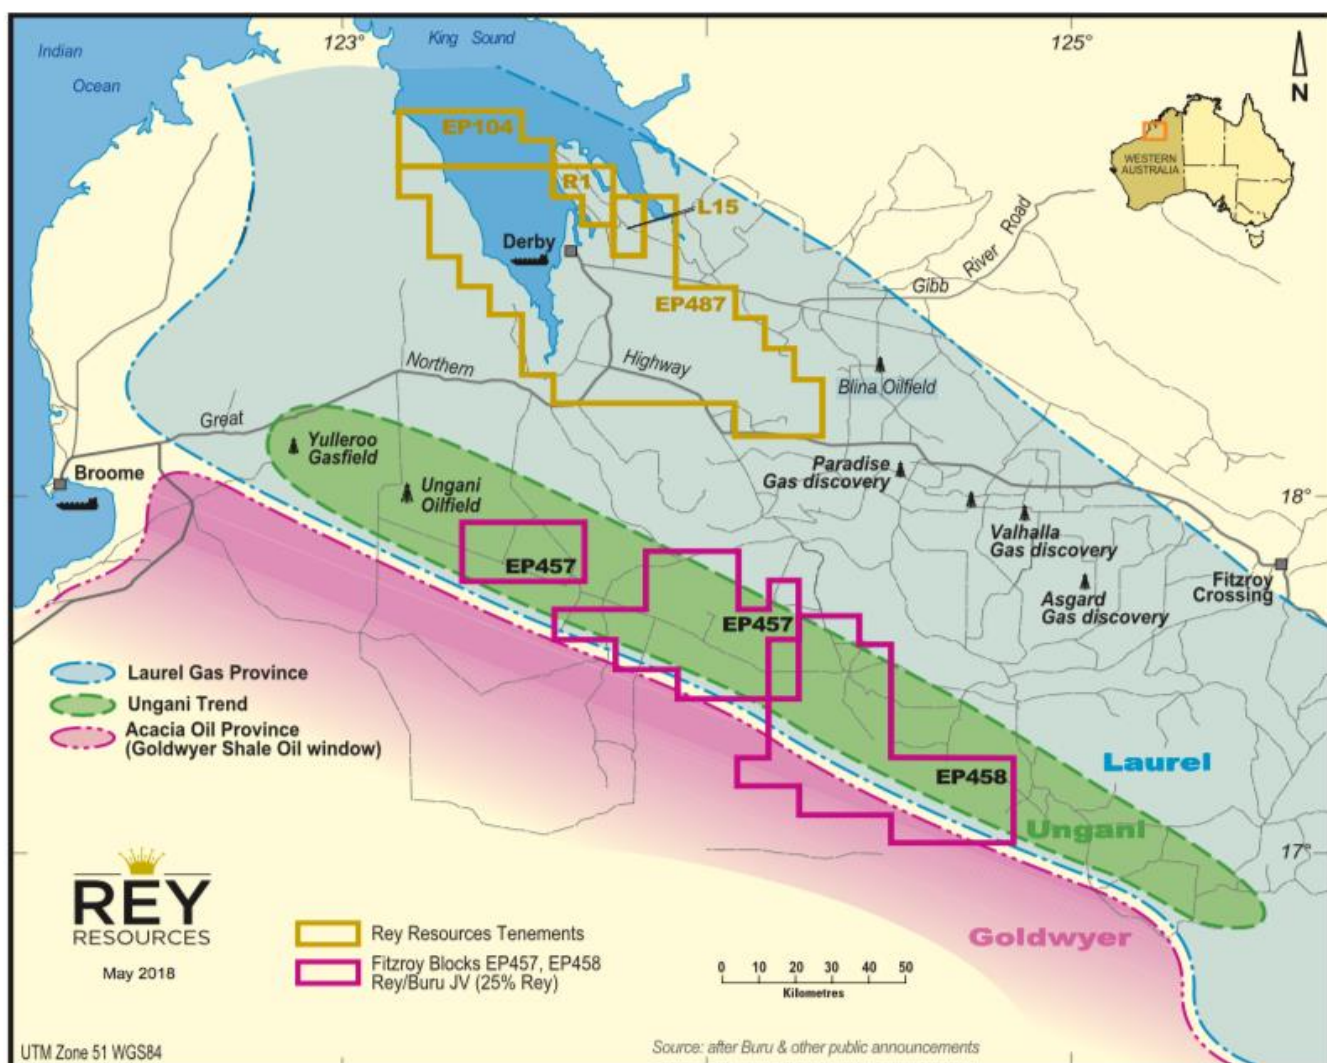 123°
King Sound
125°
Indian
Ocean
N
EP104
WESTERN
AUSTRALIA
R1
L15
Derby
Gibb River Road
EP487
Northern
Highway
Blina Oilfield
Great
Yulleroo
Gasfield
Broome
Ungani
Oilfield
Paradise
Gas discovery
18°
Valhalla
Gas discovery
EP457
Fitzroy
Crossing
Asgard
Gas discovery
EP457
Laurel Gas Province
Ungani Trend
Acacia Oil Province
(Goldwyer Shale Oil window)
Laurel
EP458
Ungani
17°
REY
RESOURCES
May 2018
Goldwyer
Rey Resources Tenements
Fitzroy Blocks EP457, EP458
Rey/Buru JV (25% Rey)
0 10 20 30 40 50
Kilometres
UTM Zone 51 WGS84
Source: after Buru & other public announcements